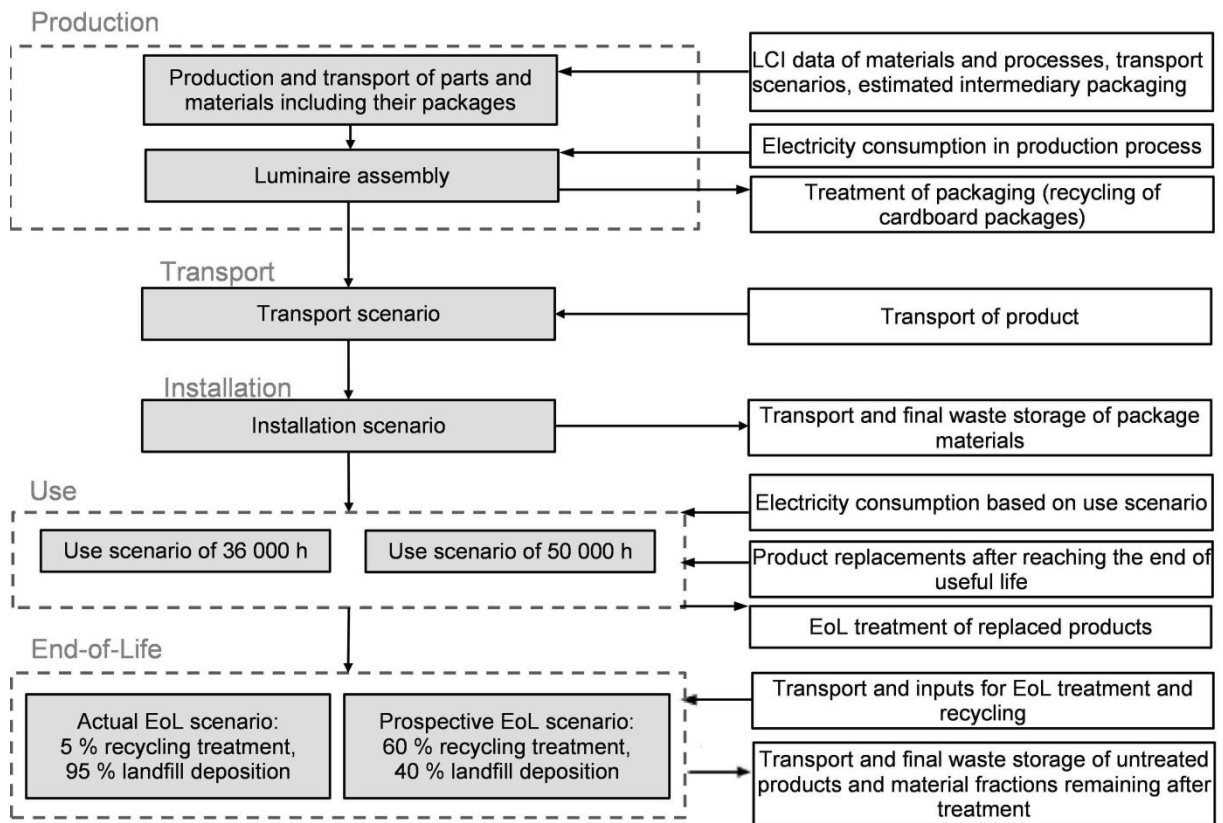 Production
Production and transport of parts and
materials including their packages
LCI data of materials and processes, transport
scenarios, estimated intermediary packaging
Electricity consumption in production process
Luminaire assembly
Treatment of packaging (recycling of
cardboard packages)
Transport
Transport scenario
Transport of product
Installation
Installation scenario
Transport and final waste storage of package
materials
Use
Electricity consumption based on use scenario
Use scenario of 36 000 h
Use scenario of 50 000 h
Product replacements after reaching the end of
useful life
EoL treatment of replaced products
End-of-Life
Actual EoL scenario:
5 % recycling treatment,
95 % landfill deposition
Prospective EoL scenario:
60 % recycling treatment,
40 % landfill deposition
Transport and inputs for EoL treatment and
recycling
Transport and final waste storage of untreated
products and material fractions remaining after
treatment